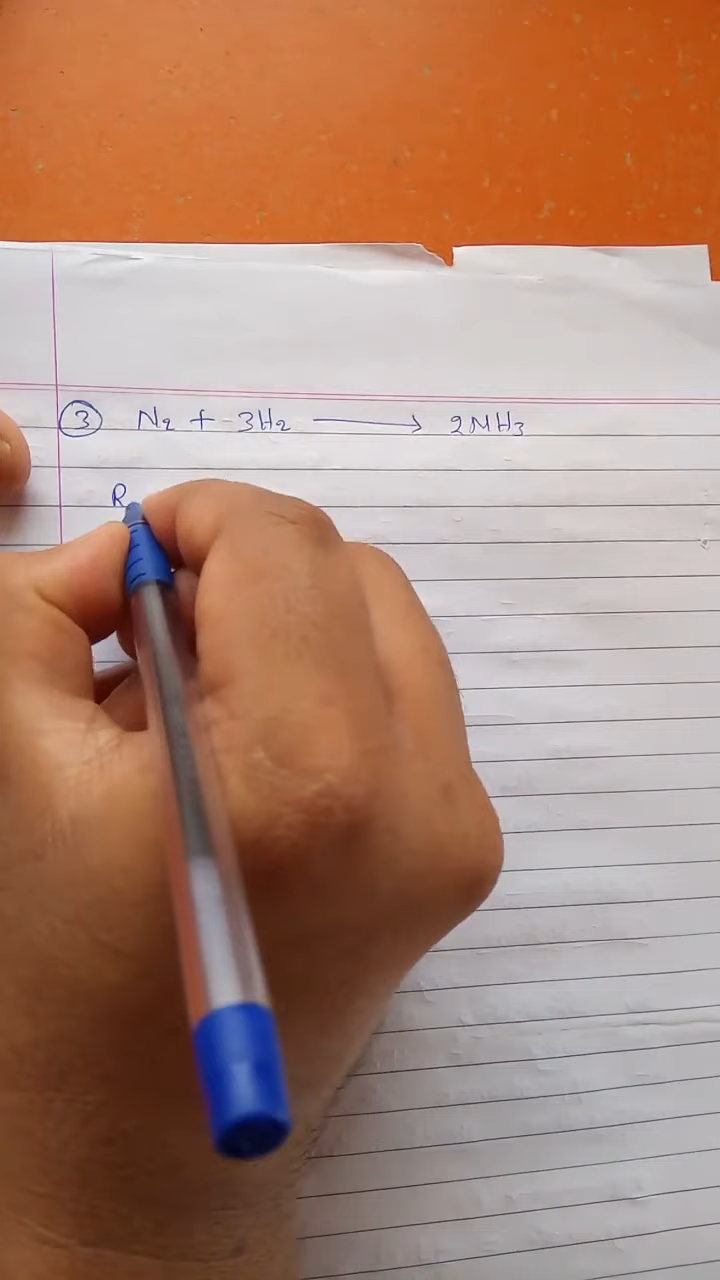 ③ N₂ + 3H₂ ⟶ 2NH₃
R